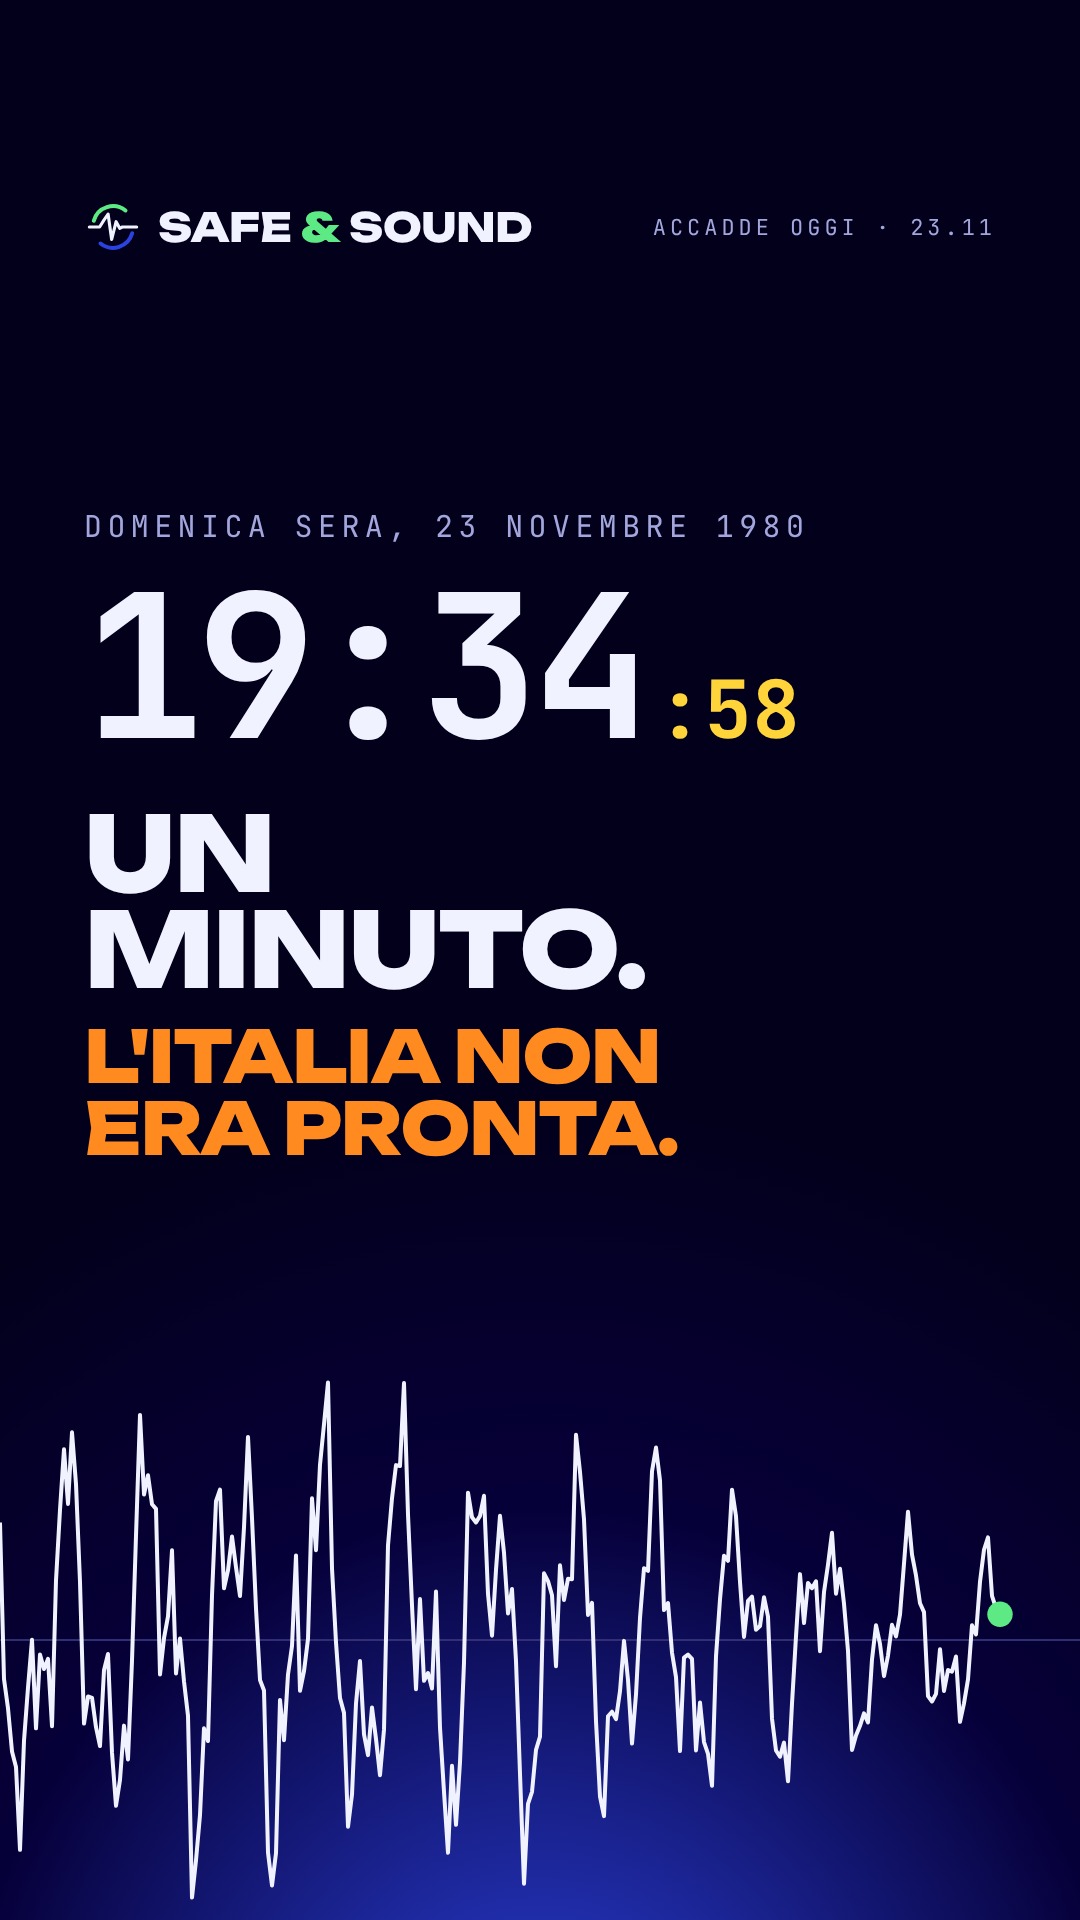 SAFE & SOUND
ACCADDE OGGI · 23.11
DOMENICA SERA, 23 NOVEMBRE 1980
19:34:58
UN
MINUTO.
L'ITALIA NON
ERA PRONTA.